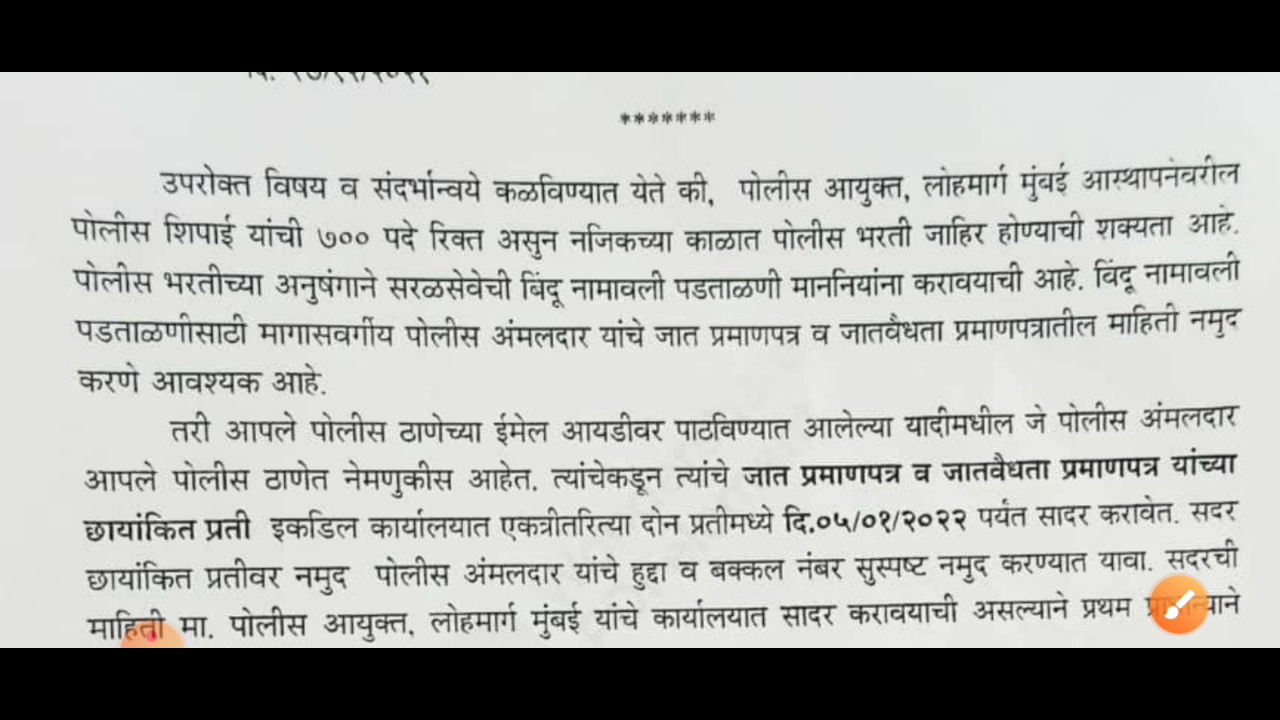 *******
उपरोक्त विषय व संदर्भान्वये कळविण्यात येते की, पोलीस आयुक्त, लोहमार्ग मुंबई आस्थापनेवरील
पोलीस शिपाई यांची ७०० पदे रिक्त असुन नजिकच्या काळात पोलीस भरती जाहिर होण्याची शक्यता आहे.
पोलीस भरतीच्या अनुषंगाने सरळसेवेची बिंदू नामावली पडताळणी माननियांना करावयाची आहे. विंदू नामावली
पडताळणीसाठी मागासवर्गीय पोलीस अंमलदार यांचे जात प्रमाणपत्र व जातवैधता प्रमाणपत्रातील माहिती नमुद
करणे आवश्यक आहे.
तरी आपले पोलीस ठाणेच्या ईमेल आयडीवर पाठविण्यात आलेल्या यादीमधील जे पोलीस अंमलदार
आपले पोलीस ठाणेत नेमणुकीस आहेत. त्यांचेकडून त्यांचे जात प्रमाणपत्र व जातवैधता प्रमाणपत्र यांच्या
छायांकित प्रती इकडिल कार्यालयात एकत्रीतरित्या दोन प्रतीमध्ये दि.०५/०१/२०२२ पर्यंत सादर करावेत. सदर
छायांकित प्रतीवर नमुद पोलीस अंमलदार यांचे हुद्दा व बक्कल नंबर सुस्पष्ट नमुद करण्यात यावा. सदरची
माहिती मा. पोलीस आयुक्त, लोहमार्ग मुंबई यांचे कार्यालयात सादर करावयाची असल्याने प्रथम